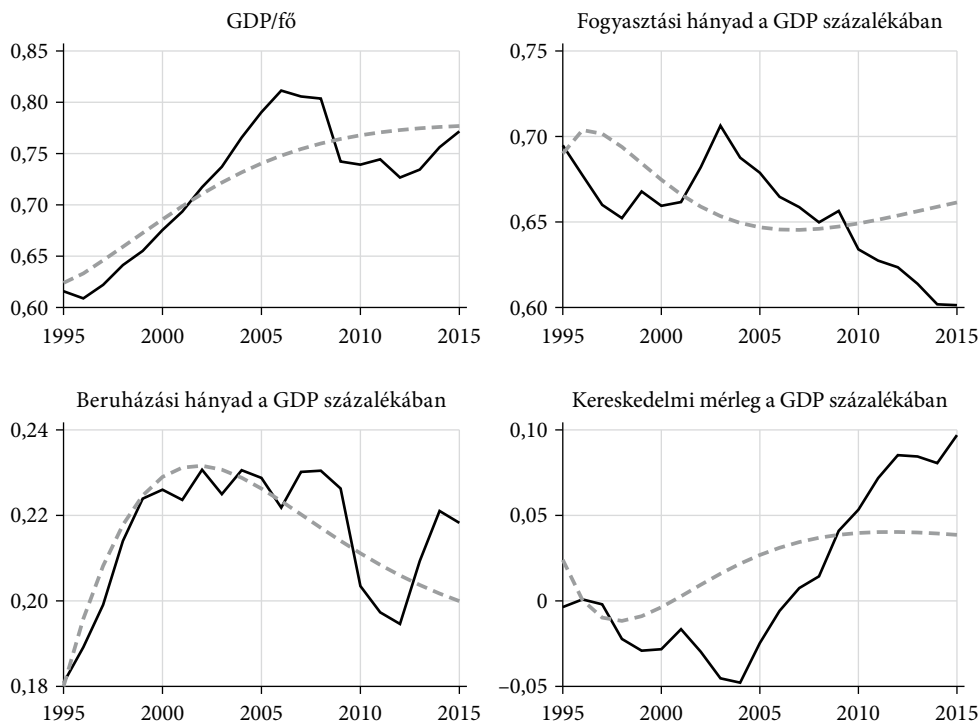 GDP/fő
0,85
0,80
0,75
0,70
0,65
0,60
1995 2000 2005 2010 2015
Fogyasztási hányad a GDP százalékában
0,75
0,70
0,65
0,60
1995 2000 2005 2010 2015
Beruházási hányad a GDP százalékában
0,24
0,22
0,20
0,18
1995 2000 2005 2010 2015
Kereskedelmi mérleg a GDP százalékában
0,10
0,05
0
–0,05
1995 2000 2005 2010 2015